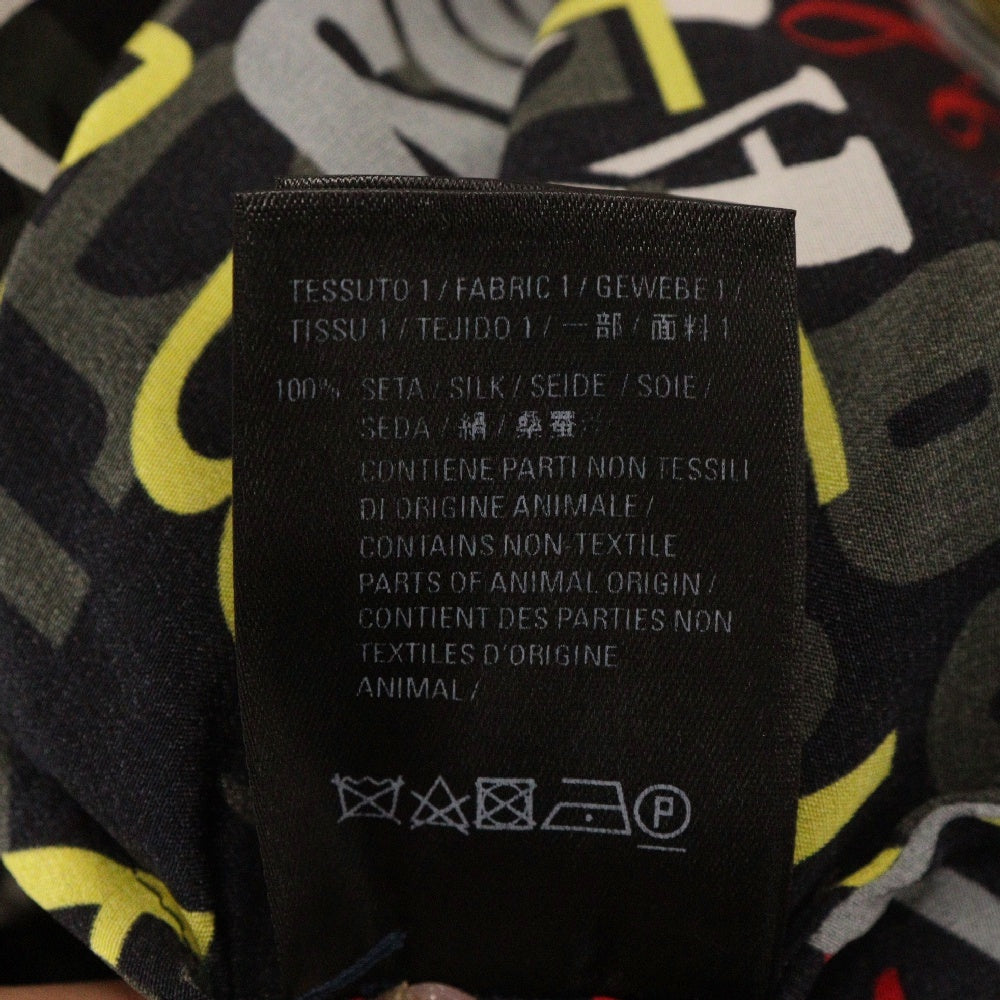 TESSUTO 1 / FABRIC 1 / GEWEBE 1 /
TISSU 1 / TEJIDO 1 / 一部 / 面料 1
100% SETA / SILK / SEIDE / SOIE /
SEDA / 絹 / 桑蚕
CONTIENE PARTI NON TESSILI
DI ORIGINE ANIMALE /
CONTAINS NON-TEXTILE
PARTS OF ANIMAL ORIGIN /
CONTIENT DES PARTIES NON
TEXTILES D'ORIGINE
ANIMAL /
P